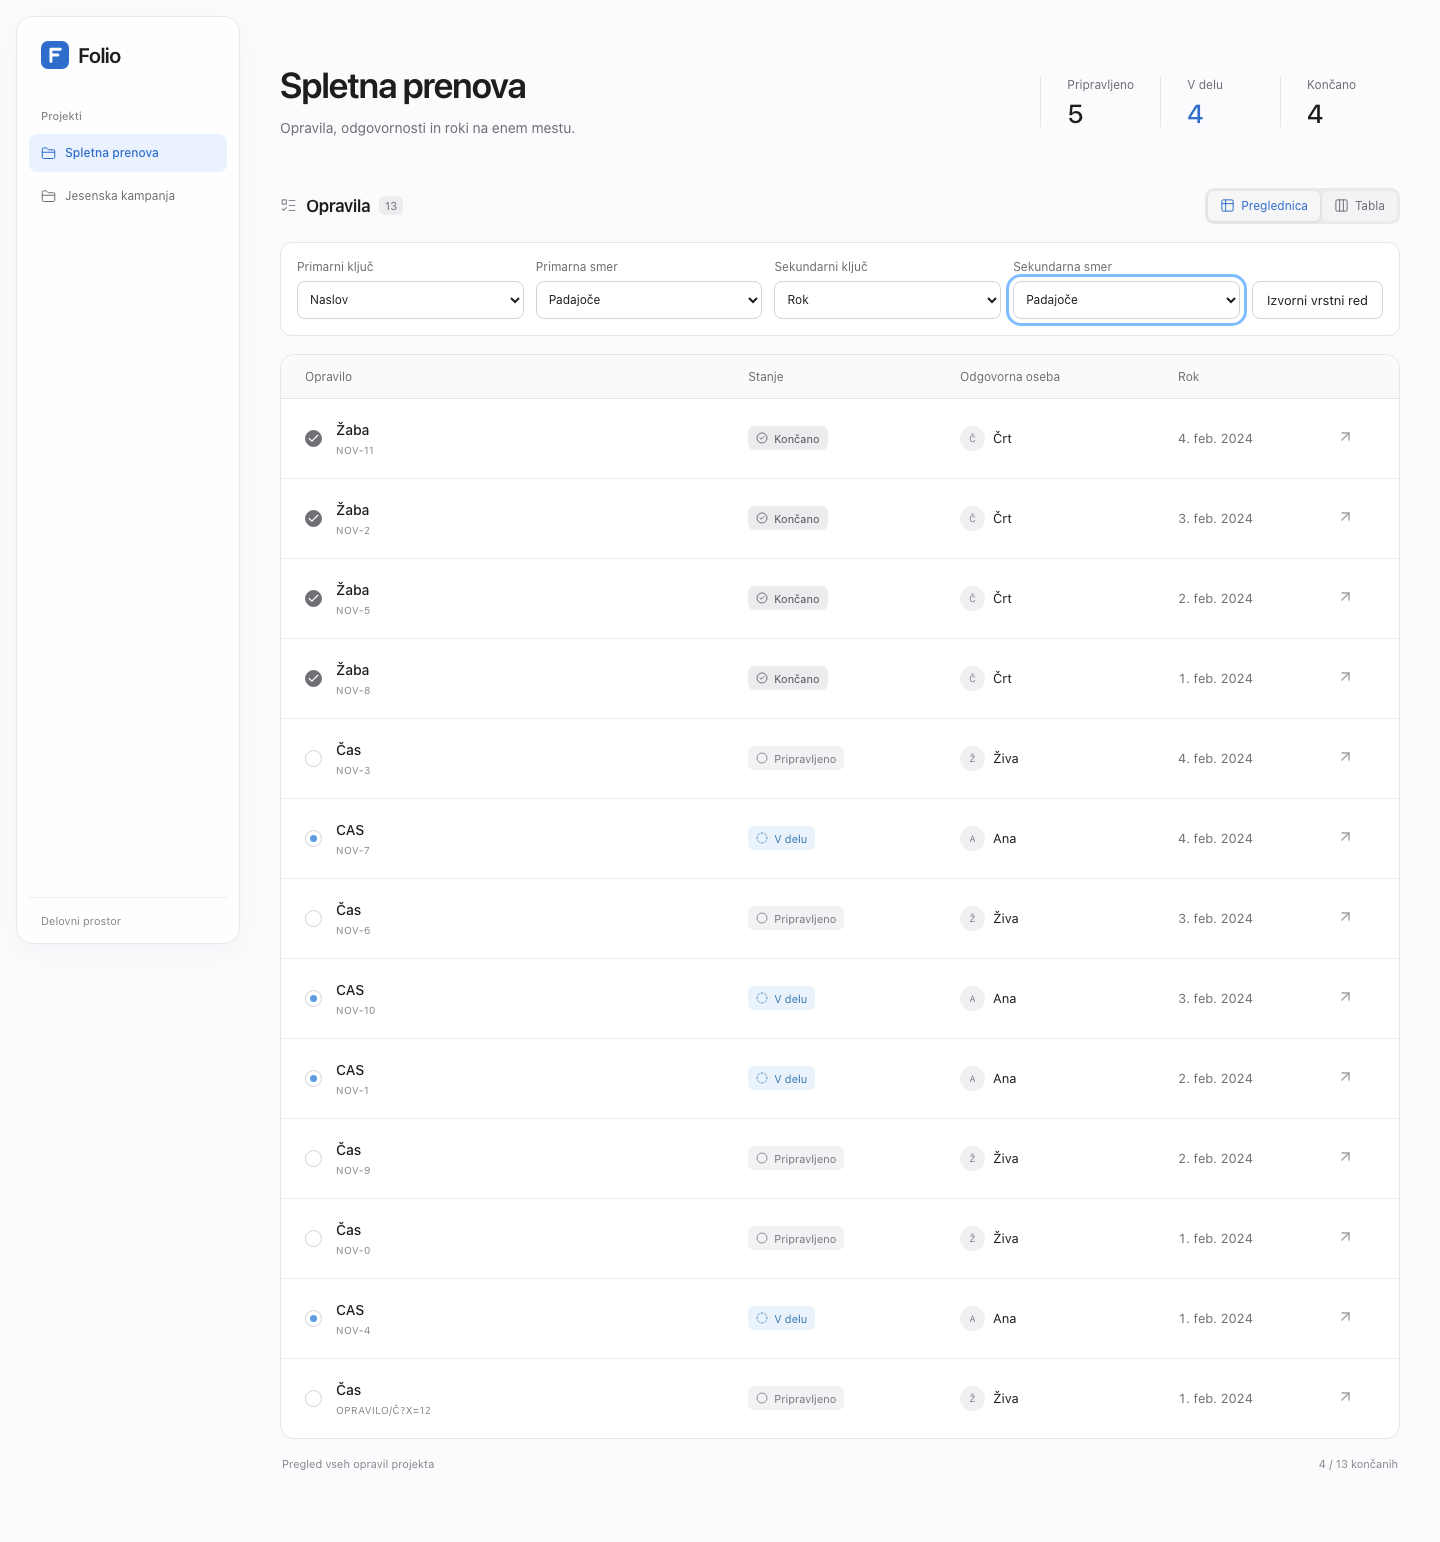 Folio
Projekti
Spletna prenova
Jesenska kampanja
Delovni prostor
Spletna prenova
Opravila, odgovornosti in roki na enem mestu.
Pripravljeno
5
V delu
4
Končano
4
Opravila 13
Preglednica
Tabla
Primarni ključ
Naslov
Primarna smer
Padajoče
Sekundarni ključ
Rok
Sekundarna smer
Padajoče
Izvorni vrstni red
Opravilo Stanje Odgovorna oseba Rok
Žaba
NOV-11
Končano
Č Črt
4. feb. 2024
Žaba
NOV-2
Končano
Č Črt
3. feb. 2024
Žaba
NOV-5
Končano
Č Črt
2. feb. 2024
Žaba
NOV-8
Končano
Č Črt
1. feb. 2024
Čas
NOV-3
Pripravljeno
Ž Živa
4. feb. 2024
CAS
NOV-7
V delu
A Ana
4. feb. 2024
Čas
NOV-6
Pripravljeno
Ž Živa
3. feb. 2024
CAS
NOV-10
V delu
A Ana
3. feb. 2024
CAS
NOV-1
V delu
A Ana
2. feb. 2024
Čas
NOV-9
Pripravljeno
Ž Živa
2. feb. 2024
Čas
NOV-0
Pripravljeno
Ž Živa
1. feb. 2024
CAS
NOV-4
V delu
A Ana
1. feb. 2024
Čas
OPRAVILO/Č?X=12
Pripravljeno
Ž Živa
1. feb. 2024
Pregled vseh opravil projekta
4 / 13 končanih